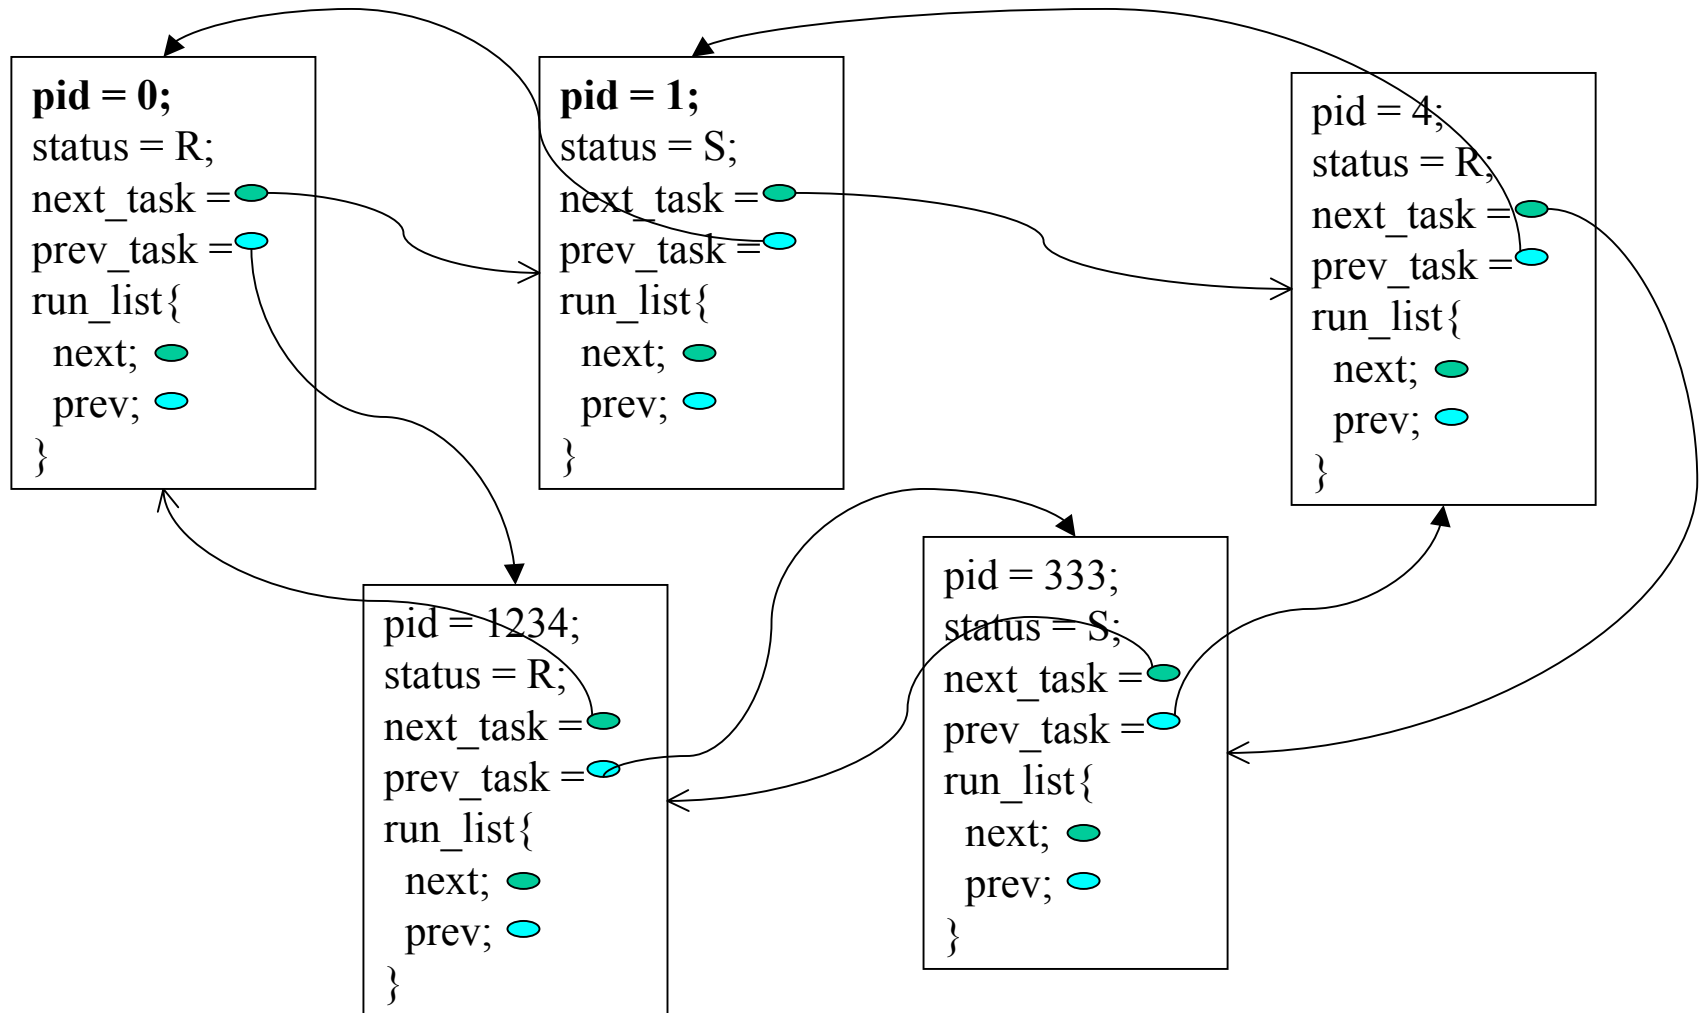 pid = 0;
status = R;
next_task =
prev_task =
run_list{
next;
prev;
}
pid = 1;
status = S;
next_task =
prev_task =
run_list{
next;
prev;
}
pid = 4;
status = R;
next_task =
prev_task =
run_list{
next;
prev;
}
pid = 1234;
status = R;
next_task =
prev_task =
run_list{
next;
prev;
}
pid = 333;
status = S;
next_task =
prev_task =
run_list{
next;
prev;
}